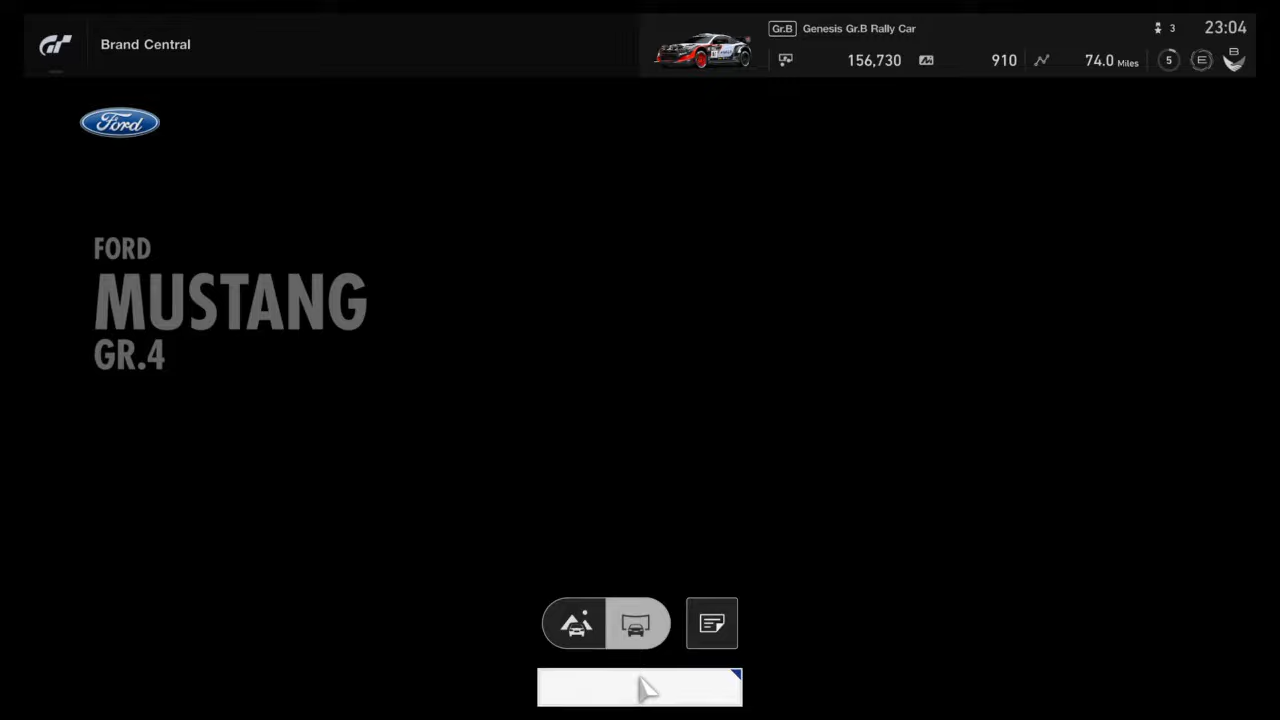 Brand Central
Gr.B Genesis Gr.B Rally Car
3
23:04
156,730
910
74.0 Miles
5
E
B
Ford
FORD
MUSTANG
GR.4